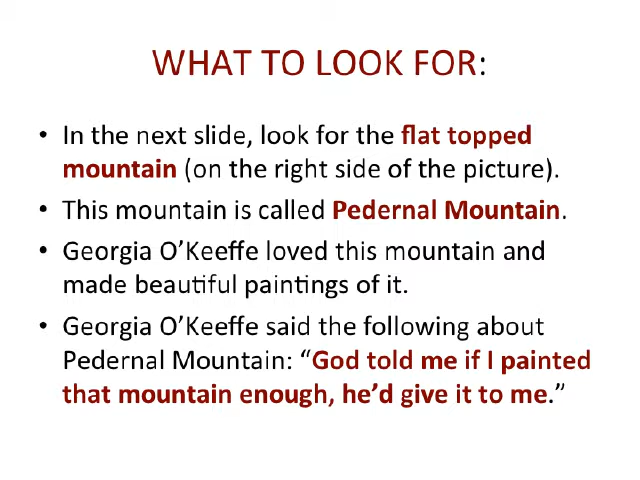 WHAT TO LOOK FOR:
• In the next slide, look for the flat topped
mountain (on the right side of the picture).
• This mountain is called Pedernal Mountain.
• Georgia O’Keeffe loved this mountain and
made beautiful paintings of it.
• Georgia O’Keeffe said the following about
Pedernal Mountain: “God told me if I painted
that mountain enough, he’d give it to me.”